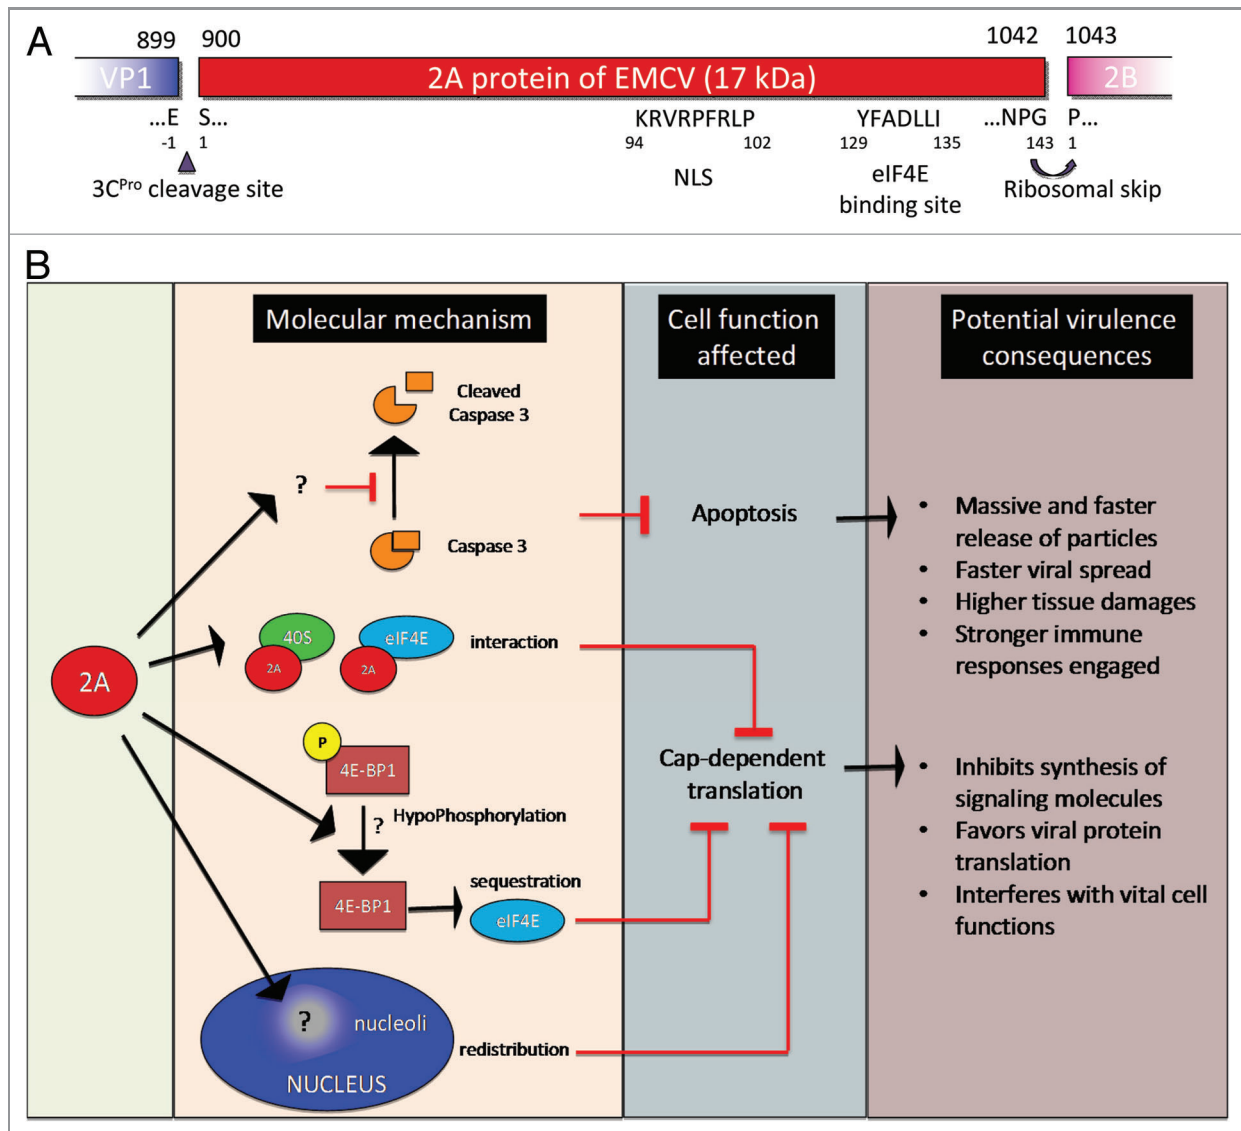 A
899 900 1042 1043
VP1 2A protein of EMCV (17 kDa) 2B
...E S... KRVRPFRLP YFADLLI ...NPG P...
-1 1 94 102 129 135 143 1
3CPro cleavage site NLS eIF4E Ribosomal skip
binding site
B
Molecular mechanism
Cell function
affected
Potential virulence
consequences
Cleaved
Caspase 3
?
Caspase 3
Apoptosis
• Massive and faster
release of particles
• Faster viral spread
• Higher tissue damages
• Stronger immune
responses engaged
2A
40S
2A
eIF4E
2A
interaction
P
4E-BP1
? HypoPhosphorylation
4E-BP1
sequestration
eIF4E
Cap-dependent
translation
• Inhibits synthesis of
signaling molecules
• Favors viral protein
translation
• Interferes with vital cell
functions
? nucleoli
NUCLEUS
redistribution